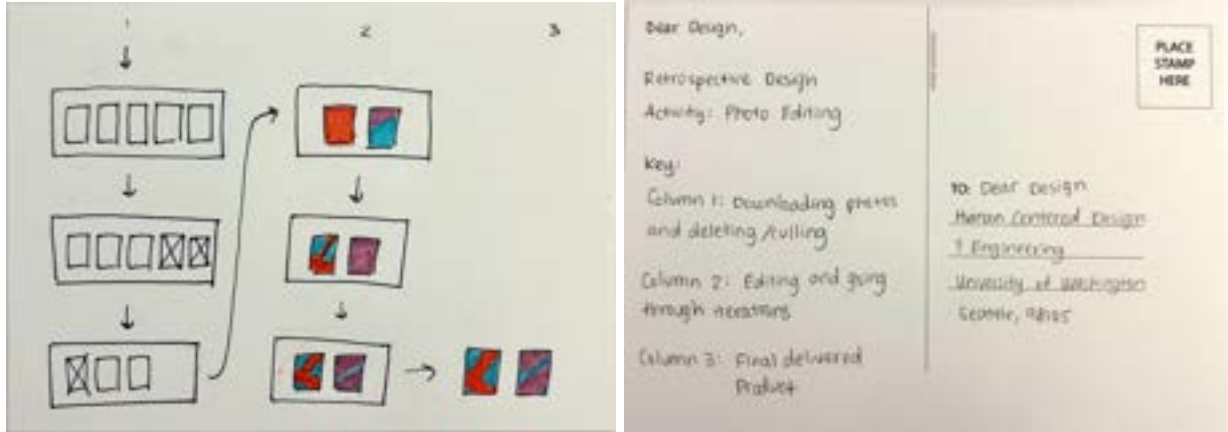 1
2
3
Dear Design,
Retrospective Design
Activity: Photo Editing
Key:
Column 1: Downloading photos
and deleting/culling
Column 2: Editing and going
through iterations
Column 3: Final delivered
Product
PLACE
STAMP
HERE
TO: Dear Design
Human Centered Design
& Engineering
University of Washington
Seattle, 98105